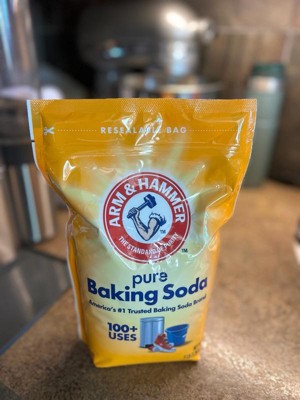 RESEALABLE BAG
ARM & HAMMER
THE STANDARD OF PURITY
™
pure
Baking Soda
America's #1 Trusted Baking Soda Brand
100+
USES